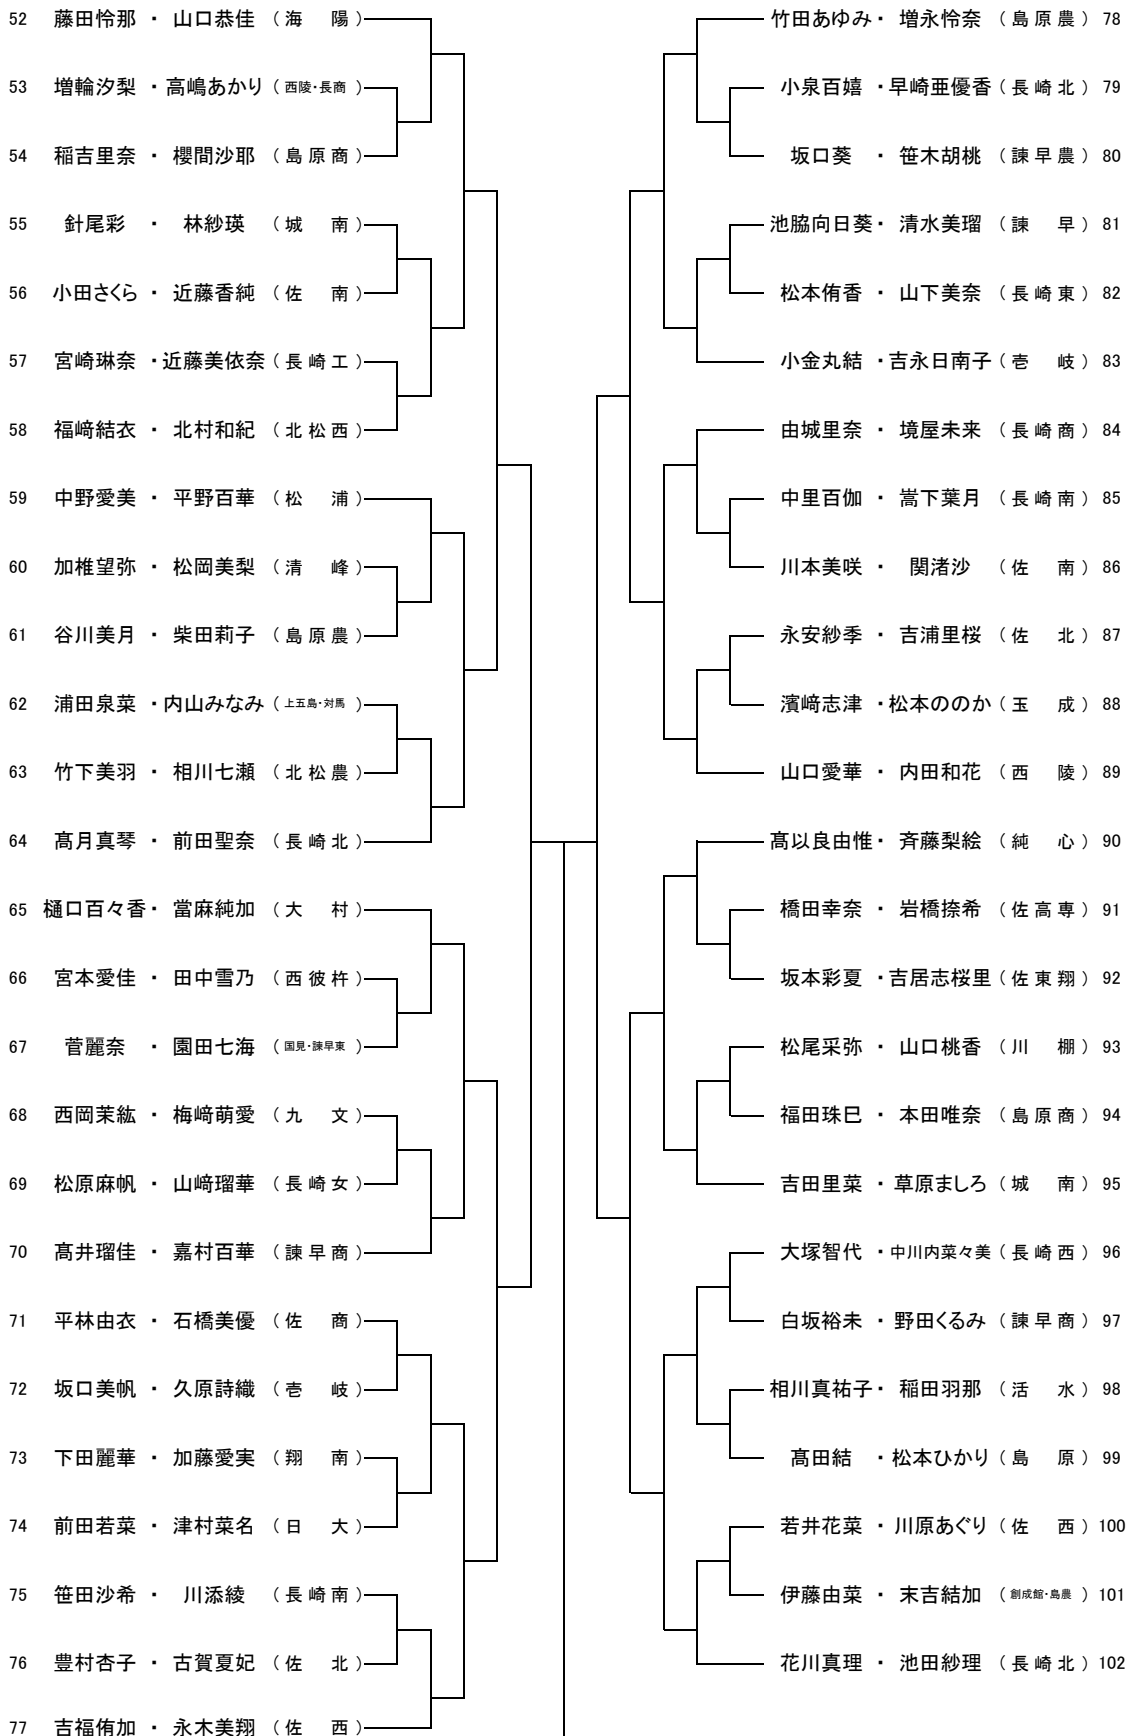 52 藤田怜那 ・ 山口恭佳 （ 海 陽 ）
53 増輪汐梨 ・ 高嶋あかり （ 西陵・長商 ）
54 稲吉里奈 ・ 櫻間沙耶 （ 島 原 商 ）
55 針尾彩 ・ 林紗瑛 （ 城 南 ）
56 小田さくら ・ 近藤香純 （ 佐 南 ）
57 宮崎琳奈 ・ 近藤美依奈 （ 長 崎 工 ）
58 福﨑結衣 ・ 北村和紀 （ 北 松 西 ）
59 中野愛美 ・ 平野百華 （ 松 浦 ）
60 加椎望弥 ・ 松岡美梨 （ 清 峰 ）
61 谷川美月 ・ 柴田莉子 （ 島 原 農 ）
62 浦田泉菜 ・ 内山みなみ （ 上五島・対馬 ）
63 竹下美羽 ・ 相川七瀬 （ 北 松 農 ）
64 髙月真琴 ・ 前田聖奈 （ 長 崎 北 ）
65 樋口百々香 ・ 當麻純加 （ 大 村 ）
66 宮本愛佳 ・ 田中雪乃 （ 西 彼 杵 ）
67 菅麗奈 ・ 園田七海 （ 国見・諫早東 ）
68 西岡茉紘 ・ 梅﨑萌愛 （ 九 文 ）
69 松原麻帆 ・ 山﨑瑠華 （ 長 崎 女 ）
70 髙井瑠佳 ・ 嘉村百華 （ 諫 早 商 ）
71 平林由衣 ・ 石橋美優 （ 佐 商 ）
72 坂口美帆 ・ 久原詩織 （ 壱 岐 ）
73 下田麗華 ・ 加藤愛実 （ 翔 南 ）
74 前田若菜 ・ 津村菜名 （ 日 大 ）
75 笹田沙希 ・ 川添綾 （ 長 崎 南 ）
76 豊村杏子 ・ 古賀夏妃 （ 佐 北 ）
77 吉福侑加 ・ 永木美翔 （ 佐 西 ）
竹田あゆみ ・ 増永怜奈 （ 島 原 農 ） 78
小泉百嬉 ・ 早崎亜優香 （ 長 崎 北 ） 79
坂口葵 ・ 笹木胡桃 （ 諫 早 農 ） 80
池脇向日葵 ・ 清水美瑠 （ 諫 早 ） 81
松本侑香 ・ 山下美奈 （ 長 崎 東 ） 82
小金丸結 ・ 吉永日南子 （ 壱 岐 ） 83
由城里奈 ・ 境屋未来 （ 長 崎 商 ） 84
中里百伽 ・ 嵩下葉月 （ 長 崎 南 ） 85
川本美咲 ・ 関渚沙 （ 佐 南 ） 86
永安紗季 ・ 吉浦里桜 （ 佐 北 ） 87
濱﨑志津 ・ 松本ののか （ 玉 成 ） 88
山口愛華 ・ 内田和花 （ 西 陵 ） 89
髙以良由惟 ・ 斉藤梨絵 （ 純 心 ） 90
橋田幸奈 ・ 岩橋捺希 （ 佐 高 専 ） 91
坂本彩夏 ・ 吉居志桜里 （ 佐 東 翔 ） 92
松尾采弥 ・ 山口桃香 （ 川 棚 ） 93
福田珠巳 ・ 本田唯奈 （ 島 原 商 ） 94
吉田里菜 ・ 草原ましろ （ 城 南 ） 95
大塚智代 ・ 中川内菜々美 （ 長 崎 西 ） 96
白坂裕未 ・ 野田くるみ （ 諫 早 商 ） 97
相川真祐子 ・ 稲田羽那 （ 活 水 ） 98
髙田結 ・ 松本ひかり （ 島 原 ） 99
若井花菜 ・ 川原あぐり （ 佐 西 ） 100
伊藤由菜 ・ 末吉結加 （ 創成館・島農 ） 101
花川真理 ・ 池田紗理 （ 長 崎 北 ） 102